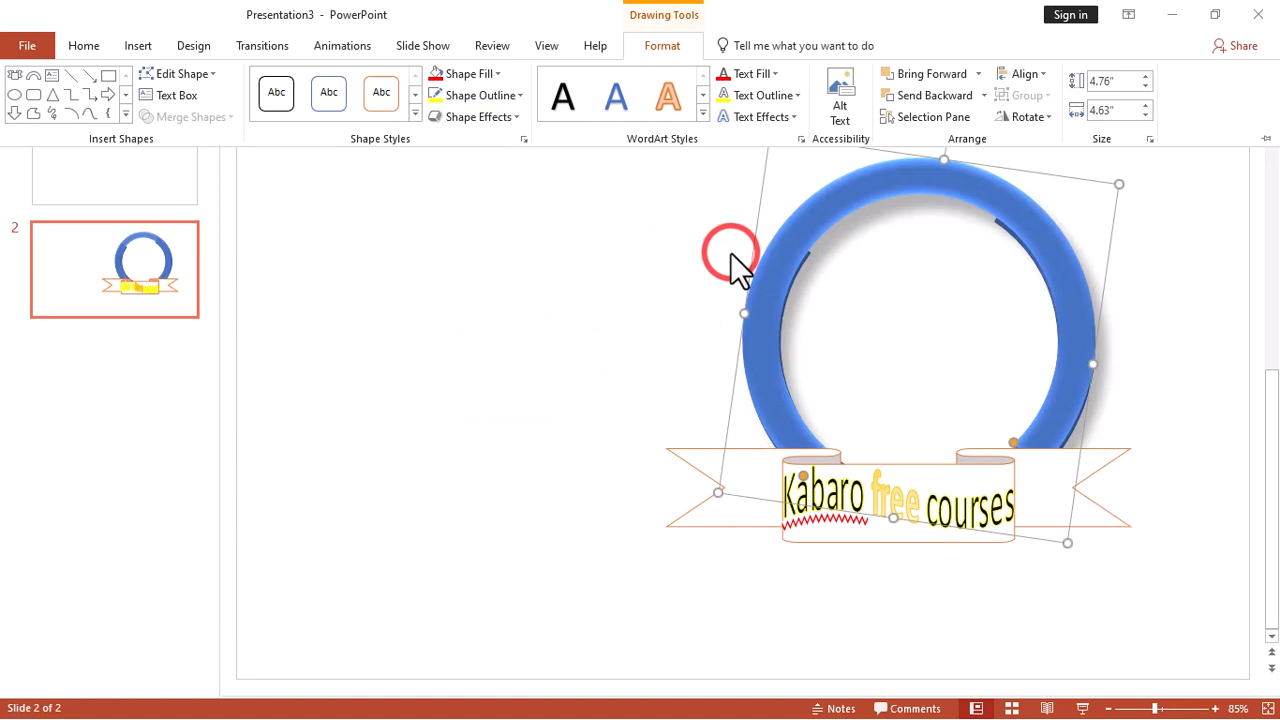 Presentation3 - PowerPoint
Drawing Tools
Sign in
File Home Insert Design Transitions Animations Slide Show Review View Help Format Tell me what you want to do Share
Edit Shape
Text Box
Merge Shapes
Insert Shapes
Abc Abc Abc
Shape Fill
Shape Outline
Shape Effects
Shape Styles
A A A
Text Fill
Text Outline
Text Effects
WordArt Styles
Alt
Text
Accessibility
Bring Forward
Send Backward
Selection Pane
Align
Group
Rotate
Arrange
4.76"
4.63"
Size
2
Kabaro free courses
Slide 2 of 2
Notes Comments 85%